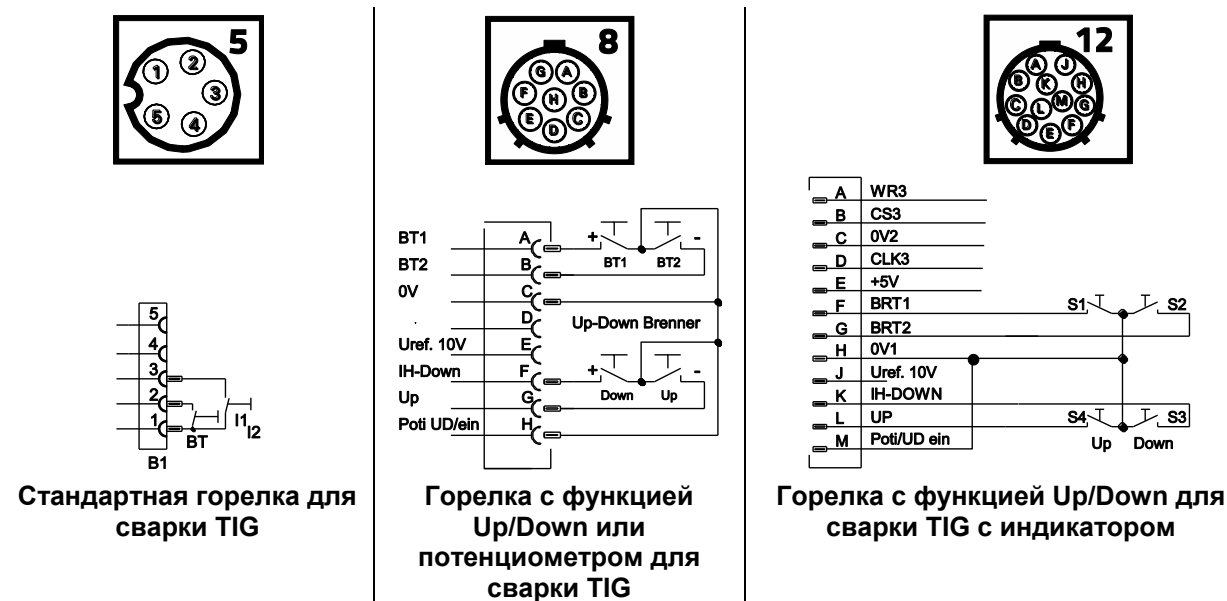 5
1
2
3
4
5
5
4
3
2
1
BT
I1
I2
B1
Стандартная горелка для
сварки TIG
8
G
A
F
H
B
E
D
C
BT1
BT2
0V
Uref. 10V
IH-Down
Up
Poti UD/ein
A
B
C
D
E
F
G
H
+
-
BT1
BT2
Up-Down Brenner
+
-
Down
Up
Горелка с функцией
Up/Down или
потенциометром для
сварки TIG
12
A
J
B
K
H
C
L
M
G
D
E
F
A WR3
B CS3
C 0V2
D CLK3
E +5V
F BRT1
G BRT2
H 0V1
J Uref. 10V
K IH-DOWN
L UP
M Poti/UD ein
S1
S2
S4
S3
Up
Down
Горелка с функцией Up/Down для
сварки TIG с индикатором